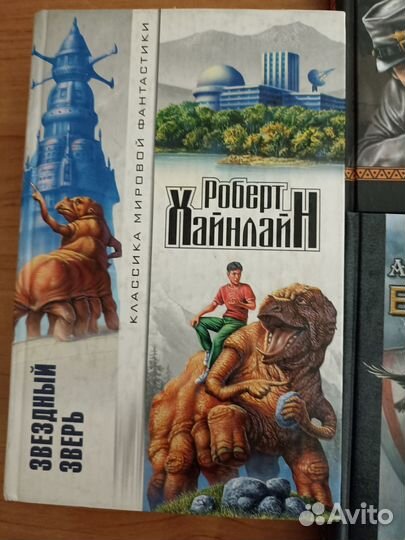 КЛАССИКА МИРОВОЙ ФАНТАСТИКИ
Роберт
ХАЙНЛАЙН
ЗВЕЗДНЫЙ
ЗВЕРЬ
Avito